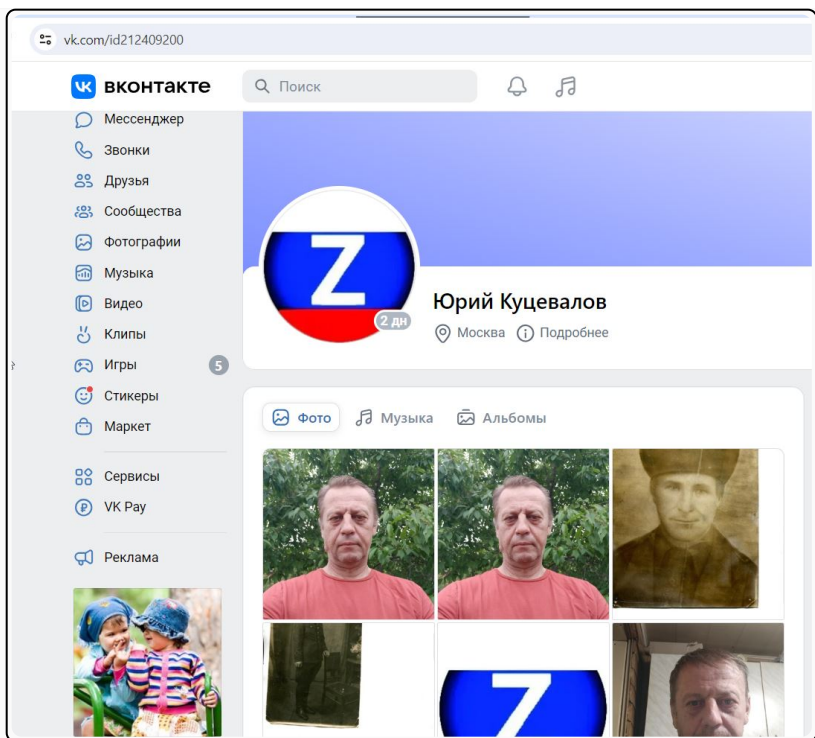 vk.com/id212409200
вконтакте
Поиск
Мессенджер
Звонки
Друзья
Сообщества
Фотографии
Музыка
Видео
Клипы
Игры 5
Стикеры
Маркет
Сервисы
VK Pay
Реклама
Z
2 дн
Юрий Куцевалов
Москва Подробнее
Фото Музыка Альбомы
Z